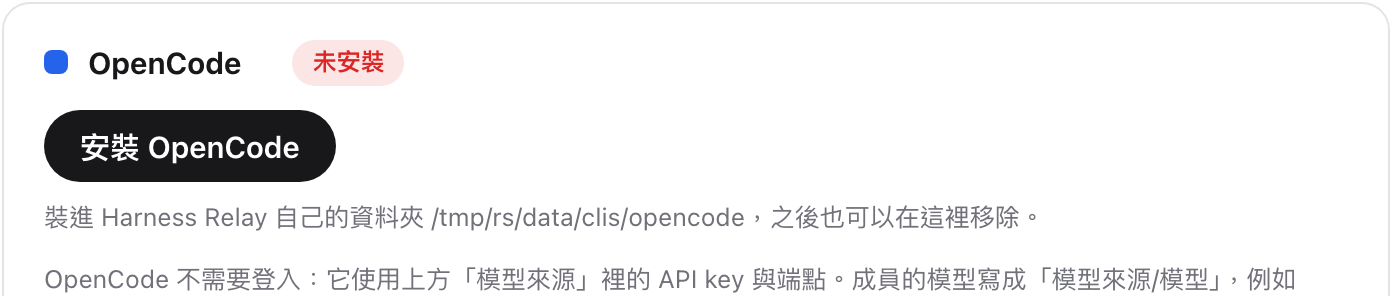 OpenCode 未安裝
安裝 OpenCode
裝進 Harness Relay 自己的資料夾 /tmp/rs/data/clis/opencode，之後也可以在這裡移除。
OpenCode 不需要登入：它使用上方「模型來源」裡的 API key 與端點。成員的模型寫成「模型來源/模型」，例如